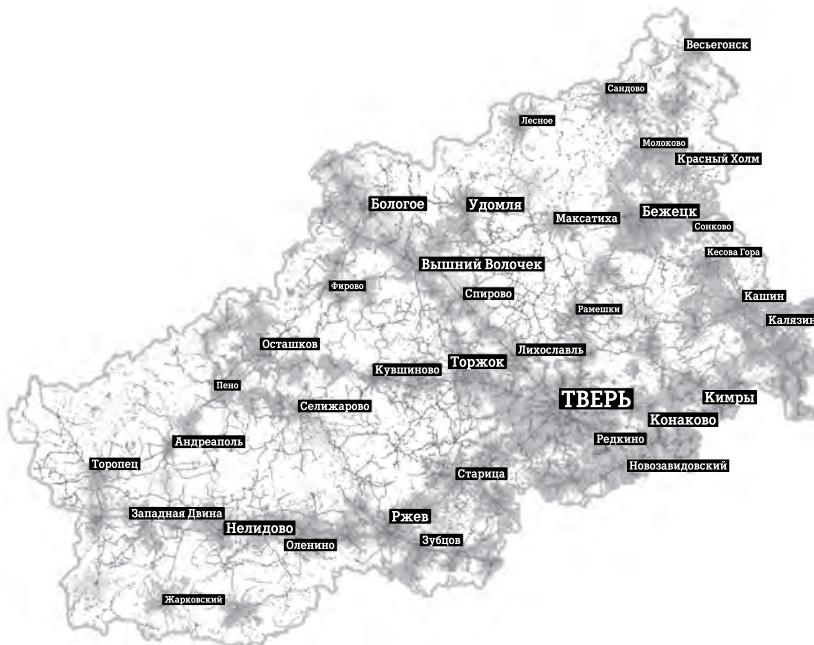 Весьегонск
Сандово
Лесное
Молоково
Красный Холм
Бологое
Удомля
Максатиха
Бежецк
Сонково
Кесова Гора
Вышний Волочек
Фирово
Спирово
Кашин
Рамешки
Калязин
Осташков
Лихославль
Торжок
Кувшиново
Пено
ТВЕРЬ
Кимры
Селижарово
Конаково
Андреаполь
Редкино
Торопец
Новозавидовский
Старица
Западная Двина
Ржев
Нелидово
Зубцов
Оленино
Жарковский